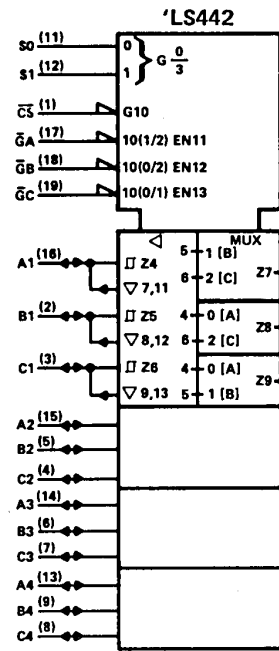 'LS442
S0 (11) 0 } G 0/3
S1 (12) 1
C̅S̅ (1) G10
G̅A (17) 10(1/2) EN11
G̅B (18) 10(0/2) EN12
G̅C (19) 10(0/1) EN13
◁ MUX
A1 (16) Z4 5 1 [B] Z7
▽ 7,11 6 2 [C]
B1 (2) Z5 4 0 [A] Z8
▽ 8,12 6 2 [C]
C1 (3) Z6 4 0 [A] Z9
▽ 9,13 5 1 [B]
A2 (15)
B2 (5)
C2 (4)
A3 (14)
B3 (6)
C3 (7)
A4 (13)
B4 (9)
C4 (8)